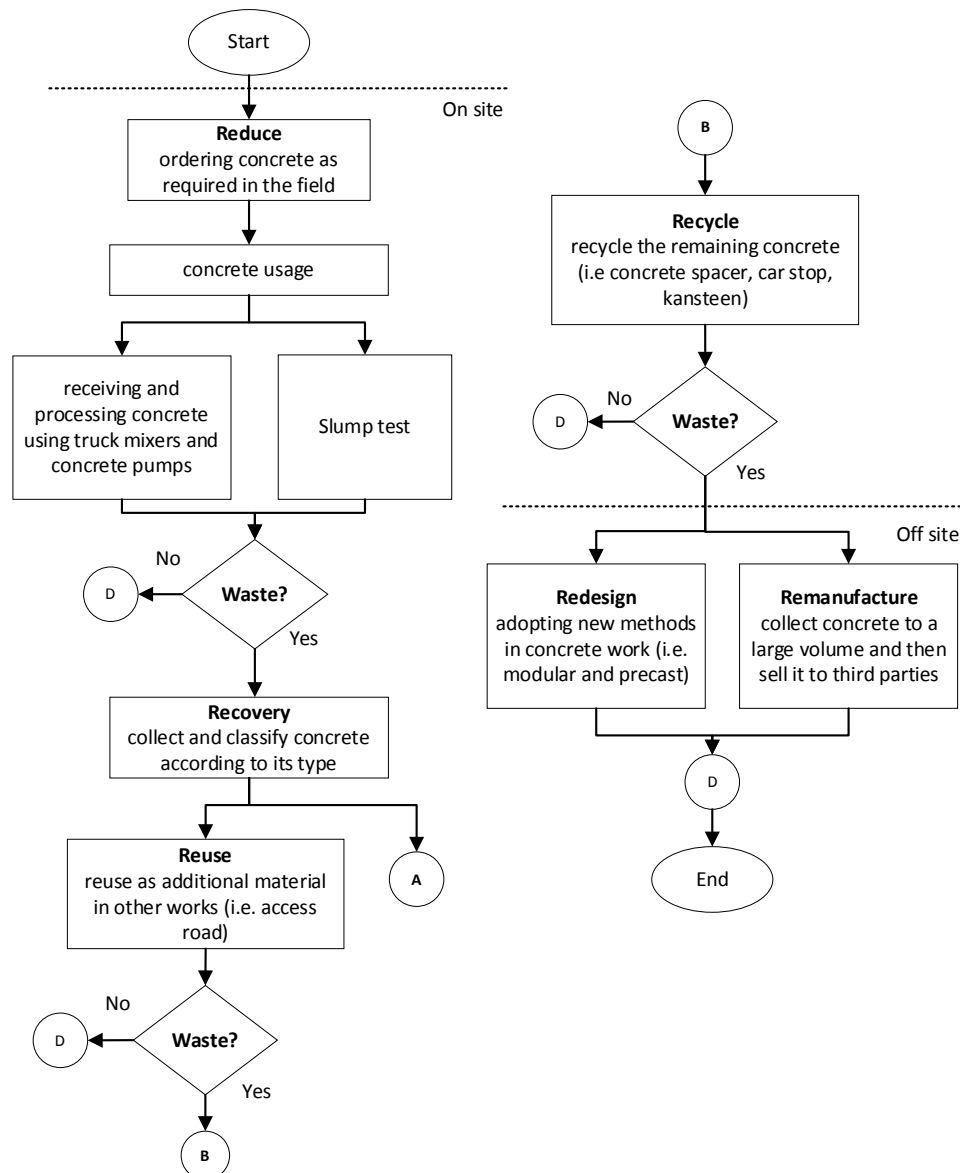 Start
On site
Reduce
ordering concrete as
required in the field
concrete usage
receiving and
processing concrete
using truck mixers and
concrete pumps
Slump test
No
D
Waste?
Yes
Recovery
collect and classify concrete
according to its type
Reuse
reuse as additional material
in other works (i.e. access
road)
A
No
D
Waste?
Yes
B
B
Recycle
recycle the remaining concrete
(i.e concrete spacer, car stop,
kansteen)
No
D
Waste?
Yes
Off site
Redesign
adopting new methods
in concrete work (i.e.
modular and precast)
Remanufacture
collect concrete to a
large volume and then
sell it to third parties
D
End